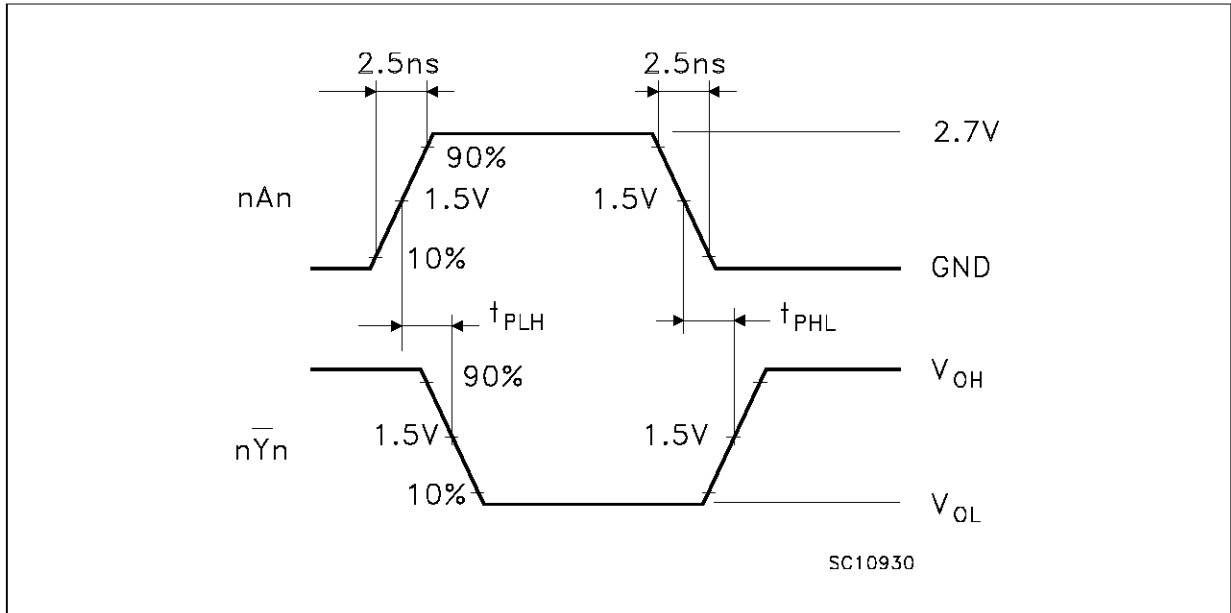 2.5ns 2.5ns
2.7V
90%
nAn 1.5V 1.5V
10%
GND
tPLH tPHL
90% VOH
1.5V 1.5V
nY̅n
10%
VOL
SC10930